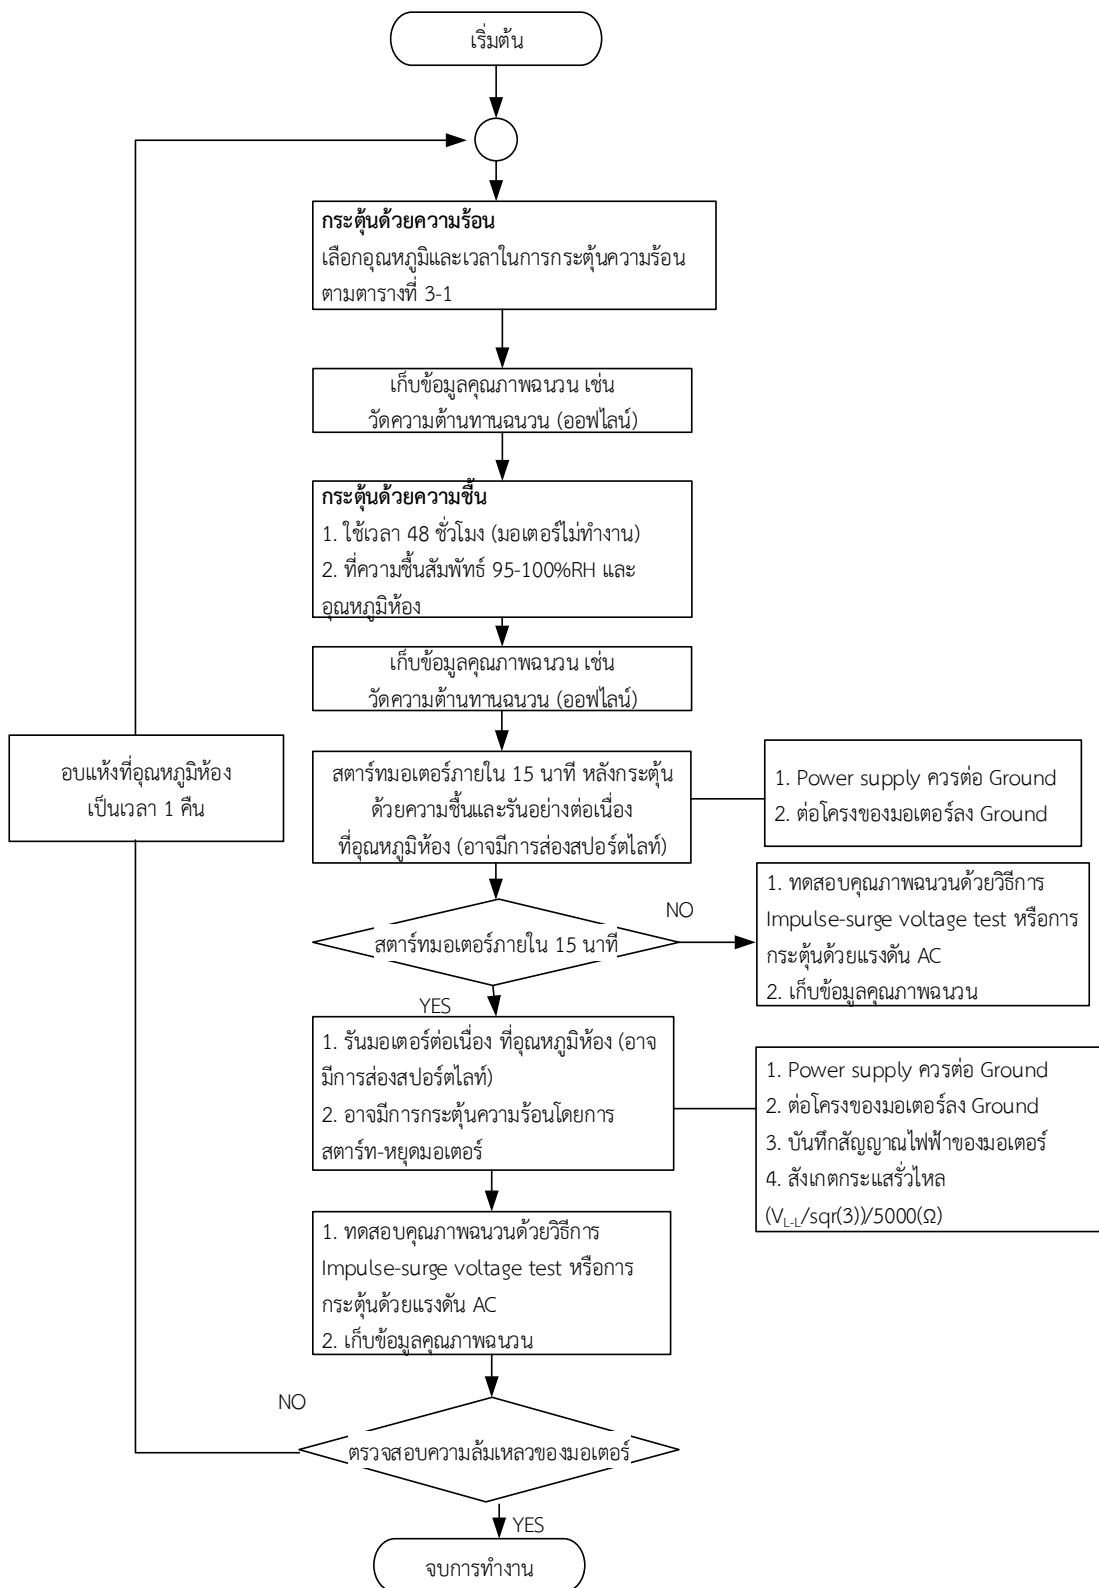 เริ่มต้น
กระตุ้นด้วยความร้อน
เลือกอุณหภูมิและเวลาในการกระตุ้นความร้อน
ตามตารางที่ 3-1
เก็บข้อมูลคุณภาพฉนวน เช่น
วัดความต้านทานฉนวน (ออฟไลน์)
กระตุ้นด้วยความชื้น
1. ใช้เวลา 48 ชั่วโมง (มอเตอร์ไม่ทำงาน)
2. ที่ความชื้นสัมพัทธ์ 95-100%RH และ
อุณหภูมิห้อง
เก็บข้อมูลคุณภาพฉนวน เช่น
วัดความต้านทานฉนวน (ออฟไลน์)
อบแห้งที่อุณหภูมิห้อง
เป็นเวลา 1 คืน
สตาร์ทมอเตอร์ภายใน 15 นาที หลังกระตุ้น
ด้วยความชื้นและรันอย่างต่อเนื่อง
ที่อุณหภูมิห้อง (อาจมีการส่องสปอร์ตไลท์)
1. Power supply ควรต่อ Ground
2. ต่อโครงของมอเตอร์ลง Ground
สตาร์ทมอเตอร์ภายใน 15 นาที
NO
1. ทดสอบคุณภาพฉนวนด้วยวิธีการ
Impulse-surge voltage test หรือการ
กระตุ้นด้วยแรงดัน AC
2. เก็บข้อมูลคุณภาพฉนวน
YES
1. รันมอเตอร์ต่อเนื่อง ที่อุณหภูมิห้อง (อาจ
มีการส่องสปอร์ตไลท์)
2. อาจมีการกระตุ้นความร้อนโดยการ
สตาร์ท-หยุดมอเตอร์
1. Power supply ควรต่อ Ground
2. ต่อโครงของมอเตอร์ลง Ground
3. บันทึกสัญญาณไฟฟ้าของมอเตอร์
4. สังเกตกระแสรั่วไหล
(V_L-L/sqr(3))/5000(Ω)
1. ทดสอบคุณภาพฉนวนด้วยวิธีการ
Impulse-surge voltage test หรือการ
กระตุ้นด้วยแรงดัน AC
2. เก็บข้อมูลคุณภาพฉนวน
NO
ตรวจสอบความล้มเหลวของมอเตอร์
YES
จบการทำงาน